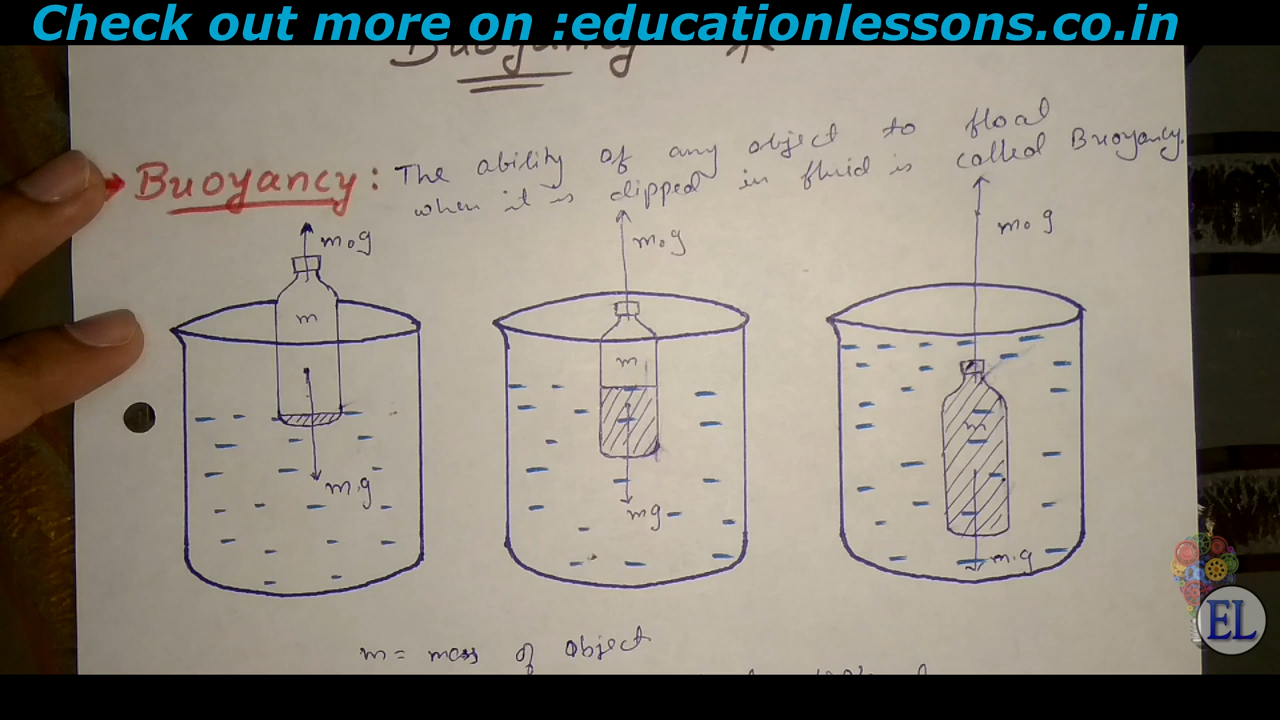 Check out more on :educationlessons.co.in
Buoyancy
Buoyancy : The ability of any object to float
when it is dipped in fluid is called Buoyancy.
m₀g
m₀g
m₀g
m
m
m
m.g
mg
m.g
m = mass of object
EL